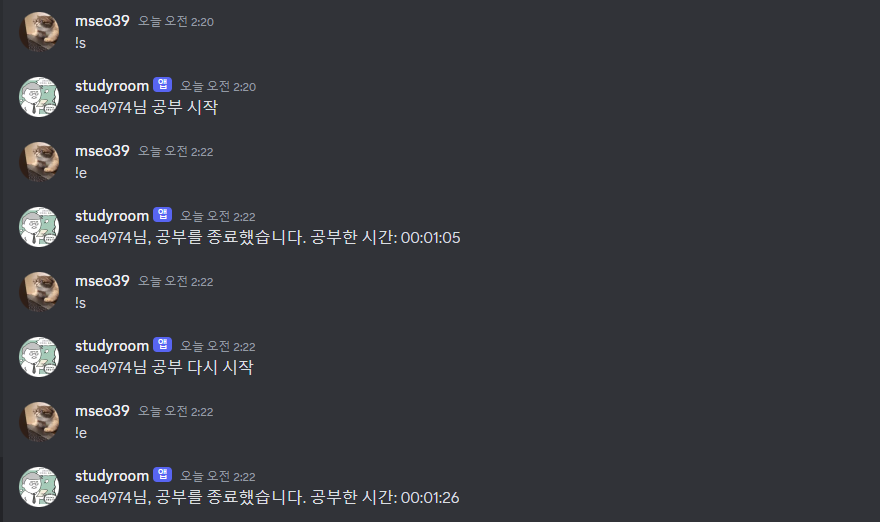 mseo39 오늘 오전 2:20
!s
studyroom 앱 오늘 오전 2:20
seo4974님 공부 시작
mseo39 오늘 오전 2:22
!e
studyroom 앱 오늘 오전 2:22
seo4974님, 공부를 종료했습니다. 공부한 시간: 00:01:05
mseo39 오늘 오전 2:22
!s
studyroom 앱 오늘 오전 2:22
seo4974님 공부 다시 시작
mseo39 오늘 오전 2:22
!e
studyroom 앱 오늘 오전 2:22
seo4974님, 공부를 종료했습니다. 공부한 시간: 00:01:26